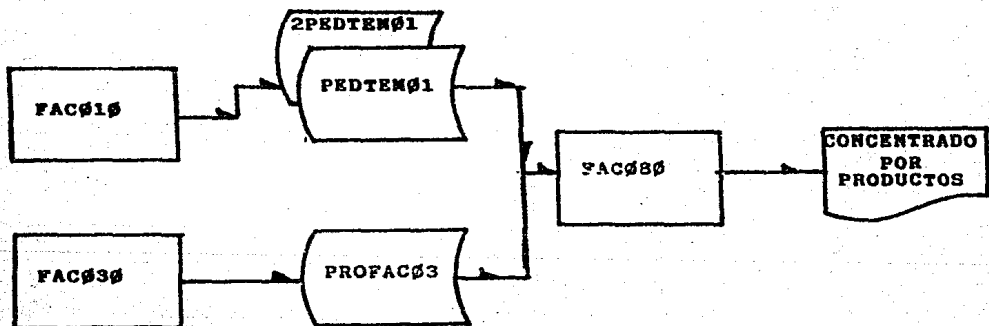 2PEDTEMØ1
PEDTEMØ1
FACØ1Ø
FACØ8Ø
CONCENTRADO
POR
PRODUCTOS
FACØ3Ø
PROFACØ3